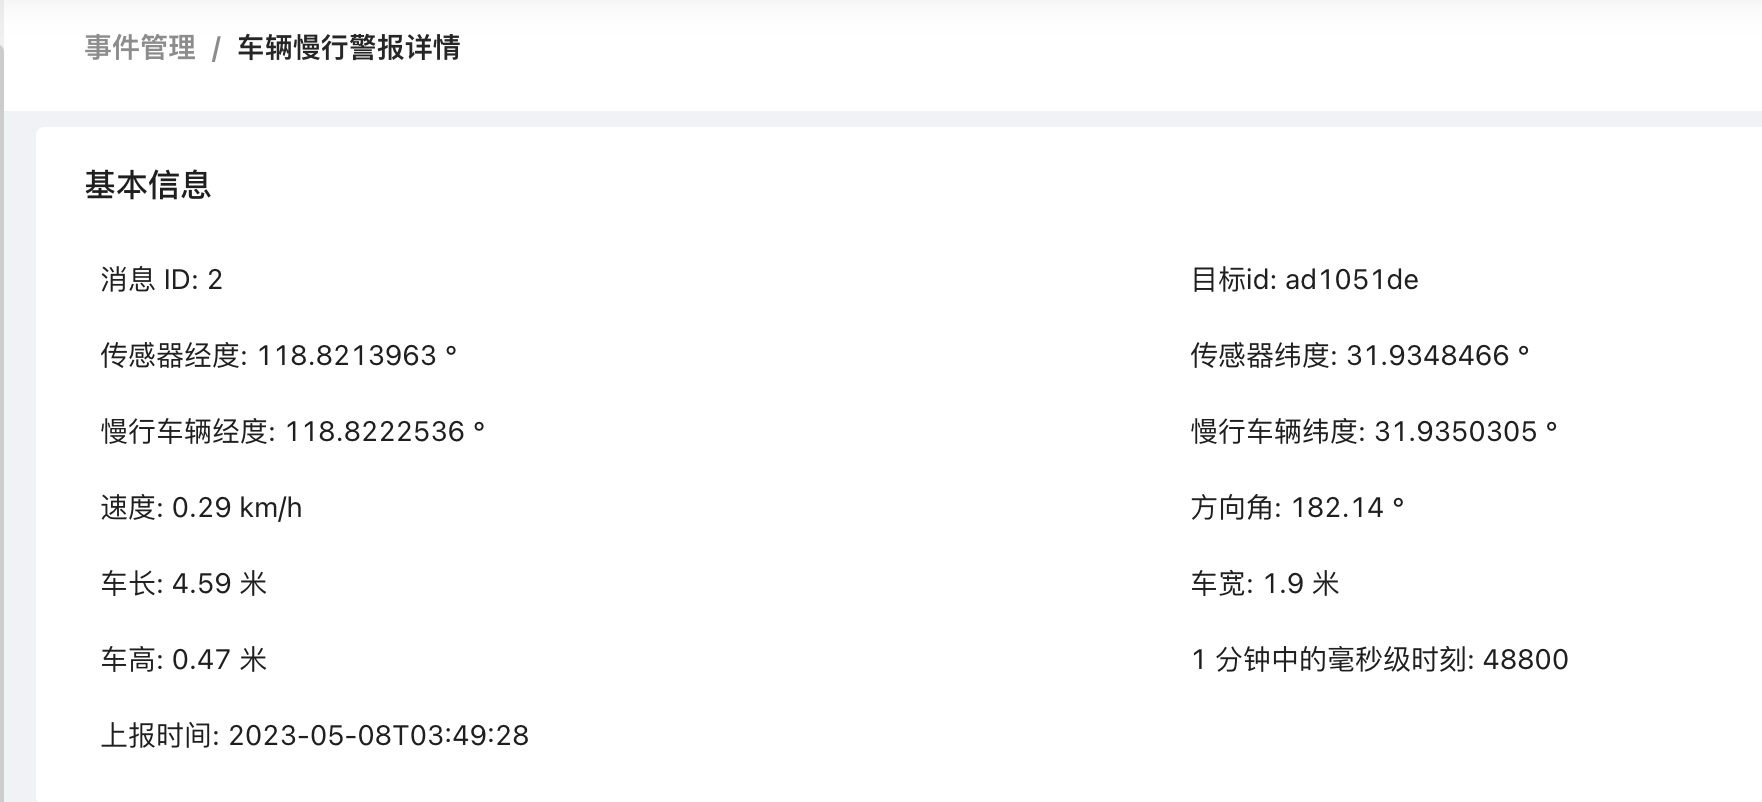 事件管理 / 车辆慢行警报详情
基本信息
消息 ID: 2
目标id: ad1051de
传感器经度: 118.8213963 °
传感器纬度: 31.9348466 °
慢行车辆经度: 118.8222536 °
慢行车辆纬度: 31.9350305 °
速度: 0.29 km/h
方向角: 182.14 °
车长: 4.59 米
车宽: 1.9 米
车高: 0.47 米
1 分钟中的毫秒级时刻: 48800
上报时间: 2023-05-08T03:49:28